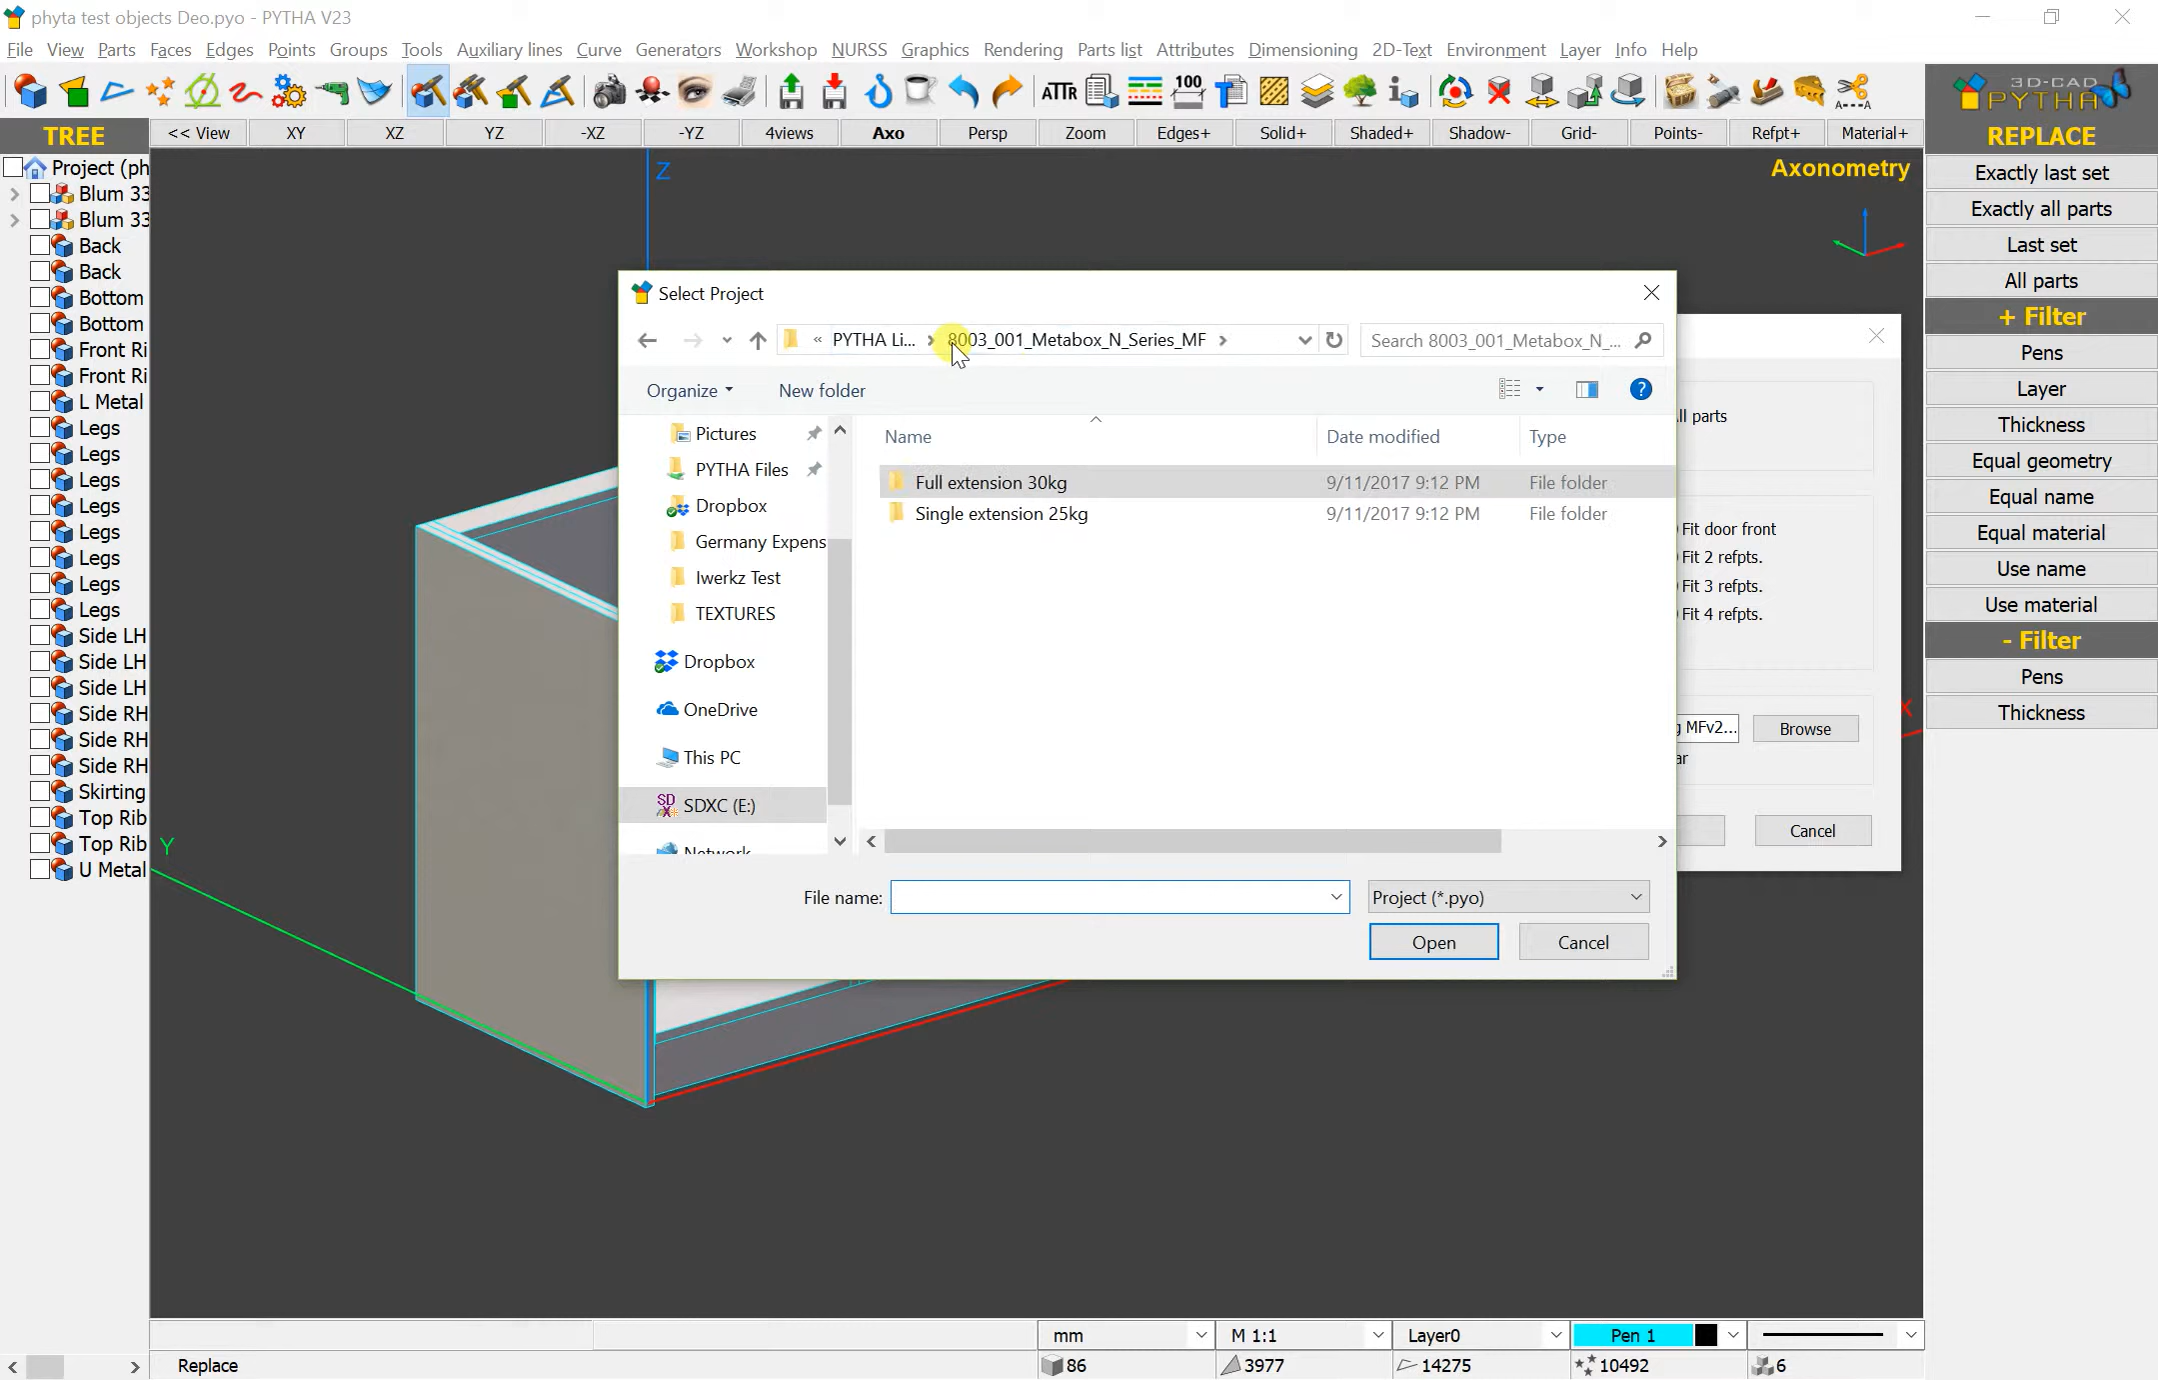 phyta test objects Deo.pyo - PYTHA V23
File View Parts Faces Edges Points Groups Tools Auxiliary lines Curve Generators Workshop NURSS Graphics Rendering Parts list Attributes Dimensioning 2D-Text Environment Layer Info Help
ATTR 100
3D-CAD PYTHA
TREE << View XY XZ YZ -XZ -YZ 4views Axo Persp Zoom Edges+ Solid+ Shaded+ Shadow- Grid- Points- Refpt+ Material+ REPLACE
Project (ph
Blum 33
Blum 33
Back
Back
Bottom
Bottom
Front Ri
Front Ri
L Metal
Legs
Legs
Legs
Legs
Legs
Legs
Legs
Legs
Side LH
Side LH
Side LH
Side RH
Side RH
Side RH
Skirting
Top Rib
Top Rib
U Metal
Z
Axonometry
Y
X
Select Project
« PYTHA Li... › 8003_001_Metabox_N_Series_MF ›
Search 8003_001_Metabox_N_...
Organize New folder
?
Pictures
PYTHA Files
Dropbox
Germany Expens
Iwerkz Test
TEXTURES
Dropbox
OneDrive
This PC
SDXC (E:)
Network
Name Date modified Type
Full extension 30kg 9/11/2017 9:12 PM File folder
Single extension 25kg 9/11/2017 9:12 PM File folder
File name:
Project (*.pyo)
Open Cancel
ll parts
Fit door front
Fit 2 refpts.
Fit 3 refpts.
Fit 4 refpts.
MFv2... Browse
ar
Cancel
Exactly last set
Exactly all parts
Last set
All parts
+ Filter
Pens
Layer
Thickness
Equal geometry
Equal name
Equal material
Use name
Use material
- Filter
Pens
Thickness
mm M 1:1 Layer0 Pen 1
Replace 86 3977 14275 10492 6